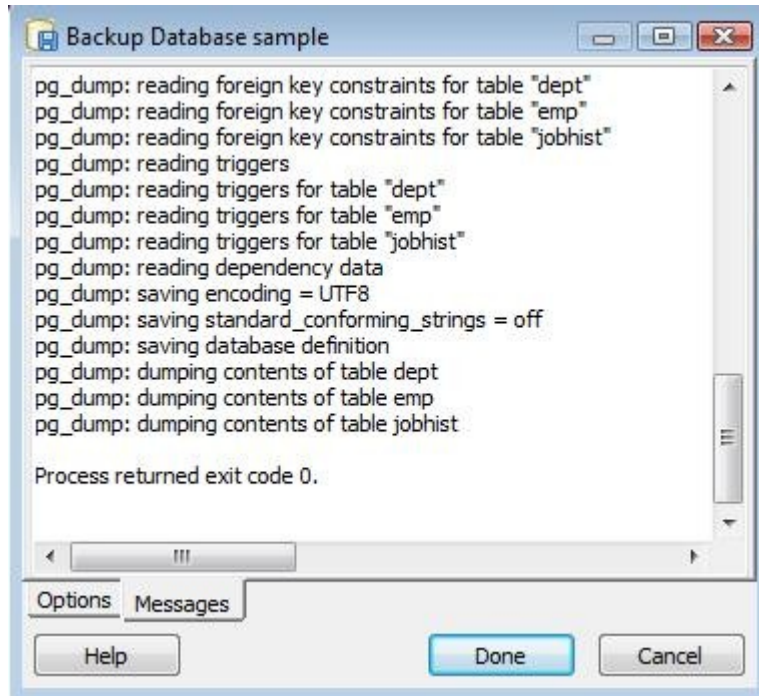 Backup Database sample
pg_dump: reading foreign key constraints for table "dept"
pg_dump: reading foreign key constraints for table "emp"
pg_dump: reading foreign key constraints for table "jobhist"
pg_dump: reading triggers
pg_dump: reading triggers for table "dept"
pg_dump: reading triggers for table "emp"
pg_dump: reading triggers for table "jobhist"
pg_dump: reading dependency data
pg_dump: saving encoding = UTF8
pg_dump: saving standard_conforming_strings = off
pg_dump: saving database definition
pg_dump: dumping contents of table dept
pg_dump: dumping contents of table emp
pg_dump: dumping contents of table jobhist
Process returned exit code 0.
Options Messages
Help Done Cancel